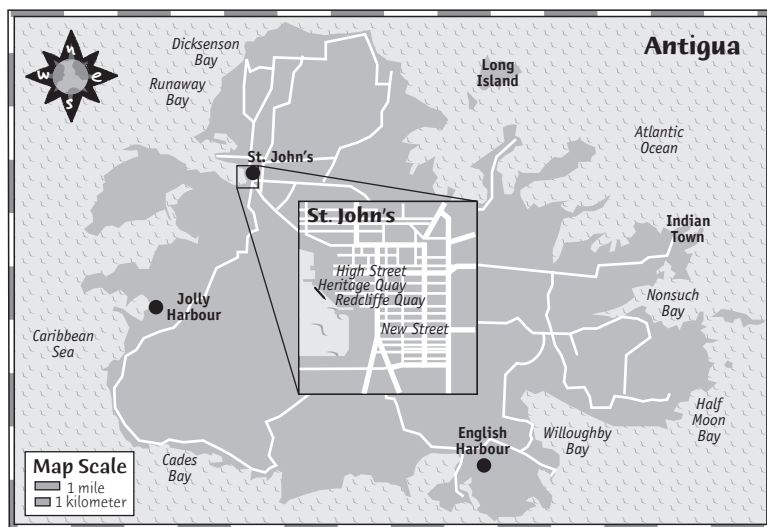 Antigua
n
w e
s
Dicksenson
Bay
Runaway
Bay
Long
Island
Atlantic
Ocean
St. John's
St. John's
High Street
Heritage Quay
Redcliffe Quay
New Street
Indian
Town
Nonsuch
Bay
Jolly
Harbour
Caribbean
Sea
Half
Moon
Bay
English
Harbour
Willoughby
Bay
Cades
Bay
Map Scale
1 mile
1 kilometer